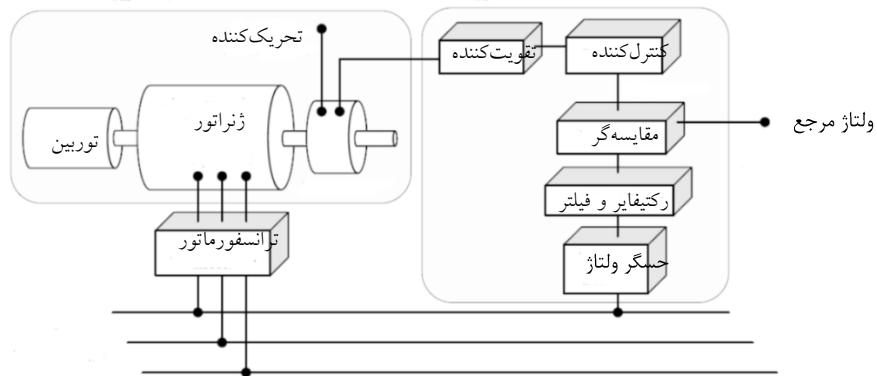 تحریک‌کننده
تقویت‌کننده
کنترل‌کننده
ژنراتور
توربین
مقایسه‌گر
ولتاژ مرجع
رکتیفایر و فیلتر
ترانسفورماتور
حسگر ولتاژ